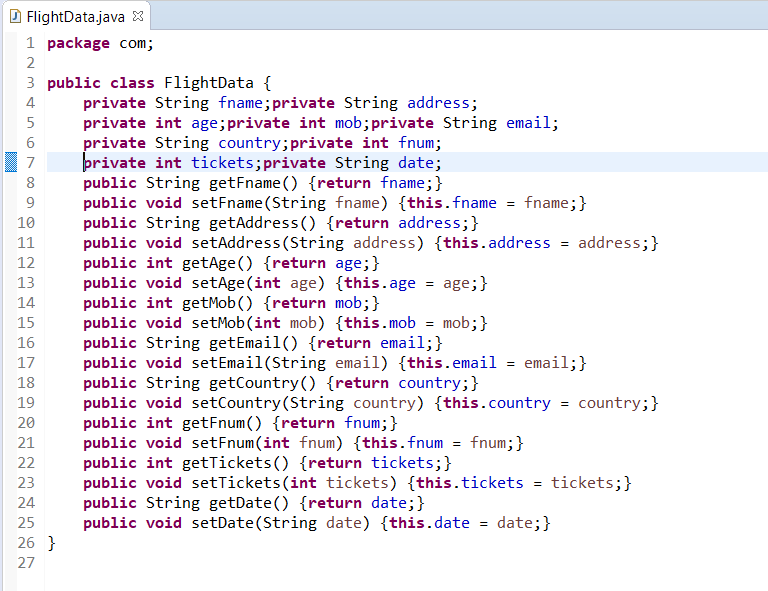 FlightData.java
1 package com;
2
3 public class FlightData {
4 private String fname;private String address;
5 private int age;private int mob;private String email;
6 private String country;private int fnum;
7 private int tickets;private String date;
8 public String getFname() {return fname;}
9 public void setFname(String fname) {this.fname = fname;}
10 public String getAddress() {return address;}
11 public void setAddress(String address) {this.address = address;}
12 public int getAge() {return age;}
13 public void setAge(int age) {this.age = age;}
14 public int getMob() {return mob;}
15 public void setMob(int mob) {this.mob = mob;}
16 public String getEmail() {return email;}
17 public void setEmail(String email) {this.email = email;}
18 public String getCountry() {return country;}
19 public void setCountry(String country) {this.country = country;}
20 public int getFnum() {return fnum;}
21 public void setFnum(int fnum) {this.fnum = fnum;}
22 public int getTickets() {return tickets;}
23 public void setTickets(int tickets) {this.tickets = tickets;}
24 public String getDate() {return date;}
25 public void setDate(String date) {this.date = date;}
26 }
27